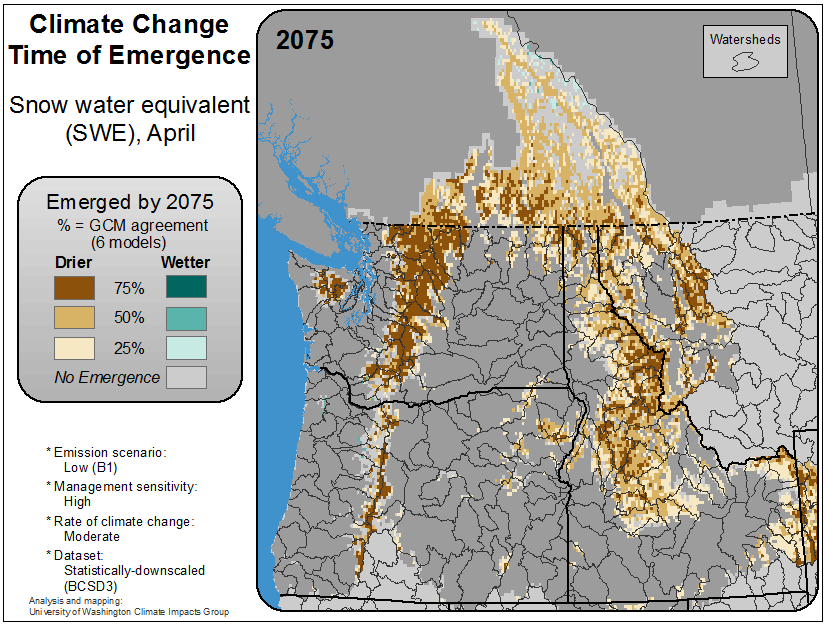 Climate Change
Time of Emergence
Snow water equivalent
(SWE), April
Emerged by 2075
% = GCM agreement
(6 models)
Drier Wetter
75%
50%
25%
No Emergence
* Emission scenario:
Low (B1)
* Management sensitivity:
High
* Rate of climate change:
Moderate
* Dataset:
Statistically-downscaled
(BCSD3)
Analysis and mapping:
University of Washington Climate Impacts Group
2075
Watersheds